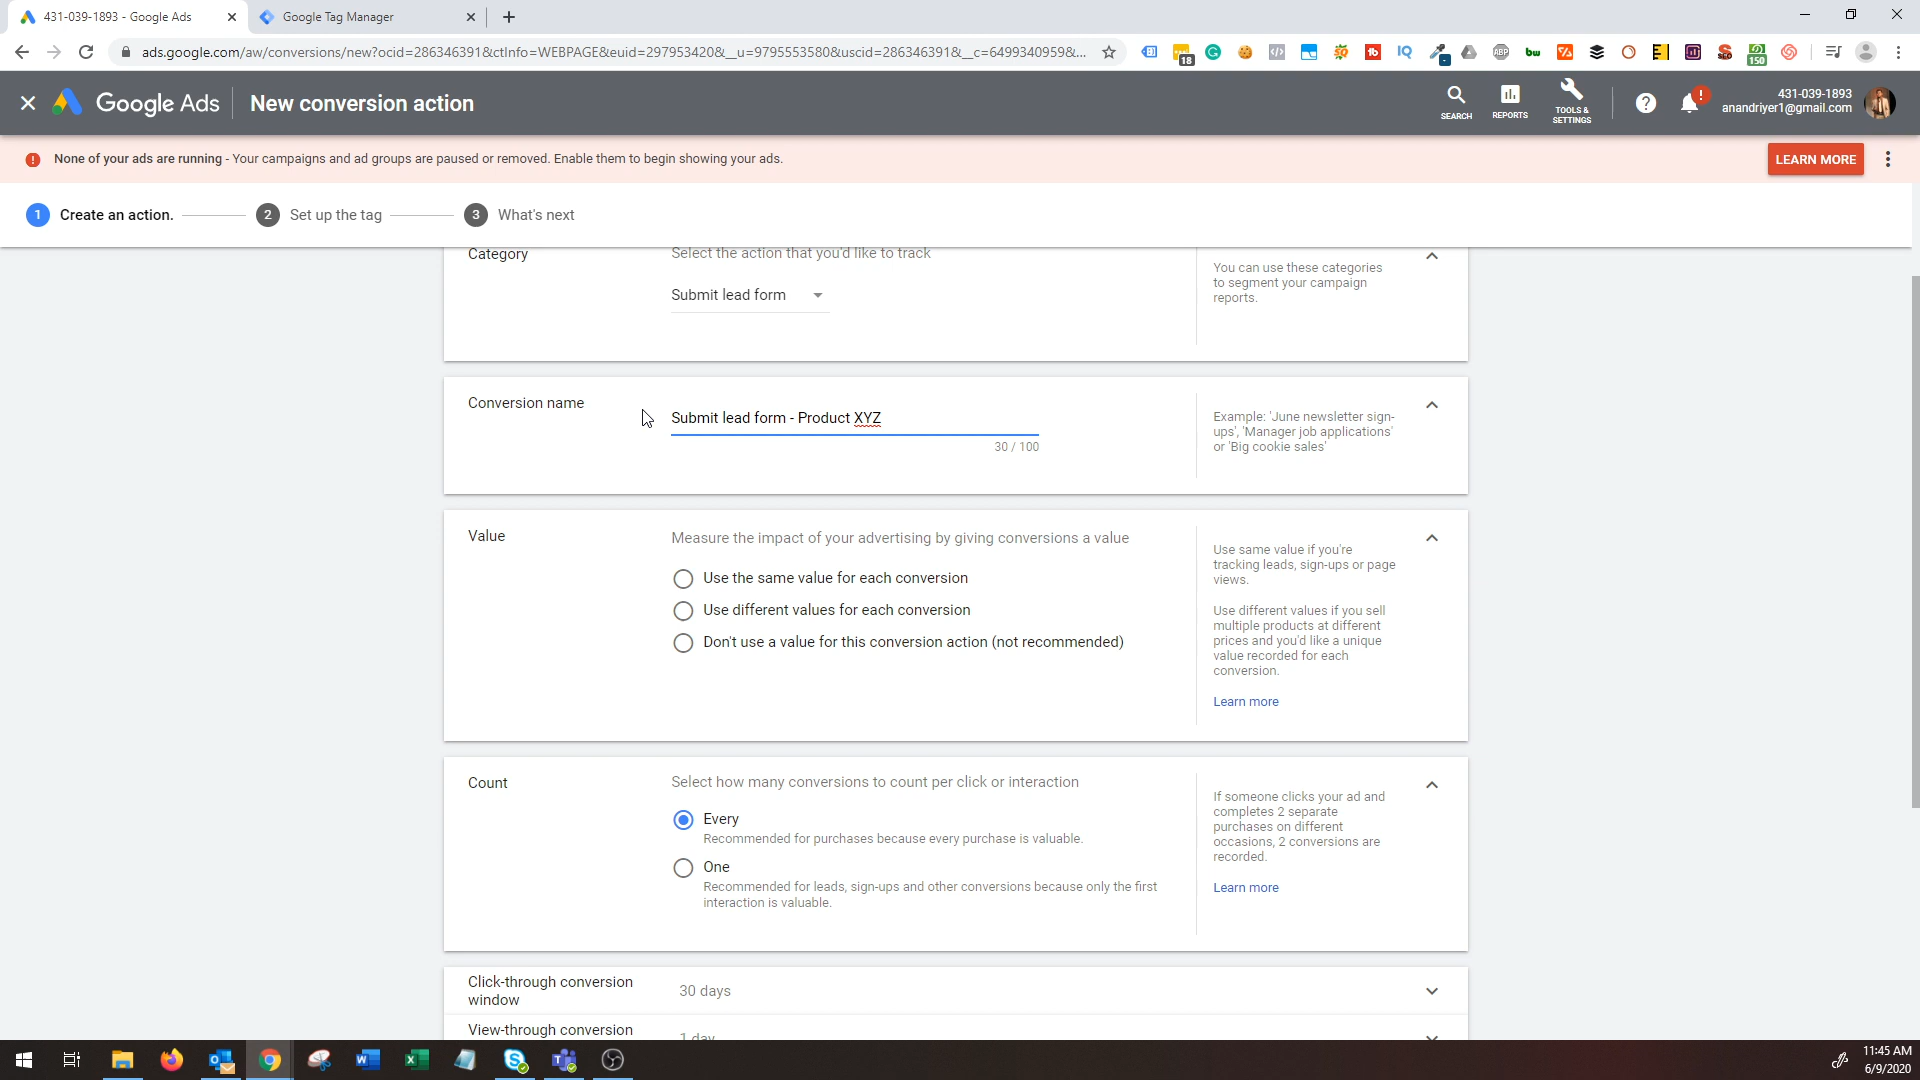 431-039-1893 - Google Ads
Google Tag Manager
ads.google.com/aw/conversions/new?ocid=286346391&ctInfo=WEBPAGE&euid=297953420&__u=9795553580&uscid=286346391&__c=6499340959&...
18
150
Google Ads
New conversion action
SEARCH
REPORTS
TOOLS &
SETTINGS
431-039-1893
anandriyer1@gmail.com
None of your ads are running - Your campaigns and ad groups are paused or removed. Enable them to begin showing your ads.
LEARN MORE
1 Create an action.
2 Set up the tag
3 What's next
Category
Select the action that you'd like to track
Submit lead form
You can use these categories
to segment your campaign
reports.
Conversion name
Submit lead form - Product XYZ
30 / 100
Example: 'June newsletter sign-
ups', 'Manager job applications'
or 'Big cookie sales'
Value
Measure the impact of your advertising by giving conversions a value
Use the same value for each conversion
Use different values for each conversion
Don't use a value for this conversion action (not recommended)
Use same value if you're
tracking leads, sign-ups or page
views.
Use different values if you sell
multiple products at different
prices and you'd like a unique
value recorded for each
conversion.
Learn more
Count
Select how many conversions to count per click or interaction
Every
Recommended for purchases because every purchase is valuable.
One
Recommended for leads, sign-ups and other conversions because only the first
interaction is valuable.
If someone clicks your ad and
completes 2 separate
purchases on different
occasions, 2 conversions are
recorded.
Learn more
Click-through conversion
window
30 days
View-through conversion
1 day
11:45 AM
6/9/2020